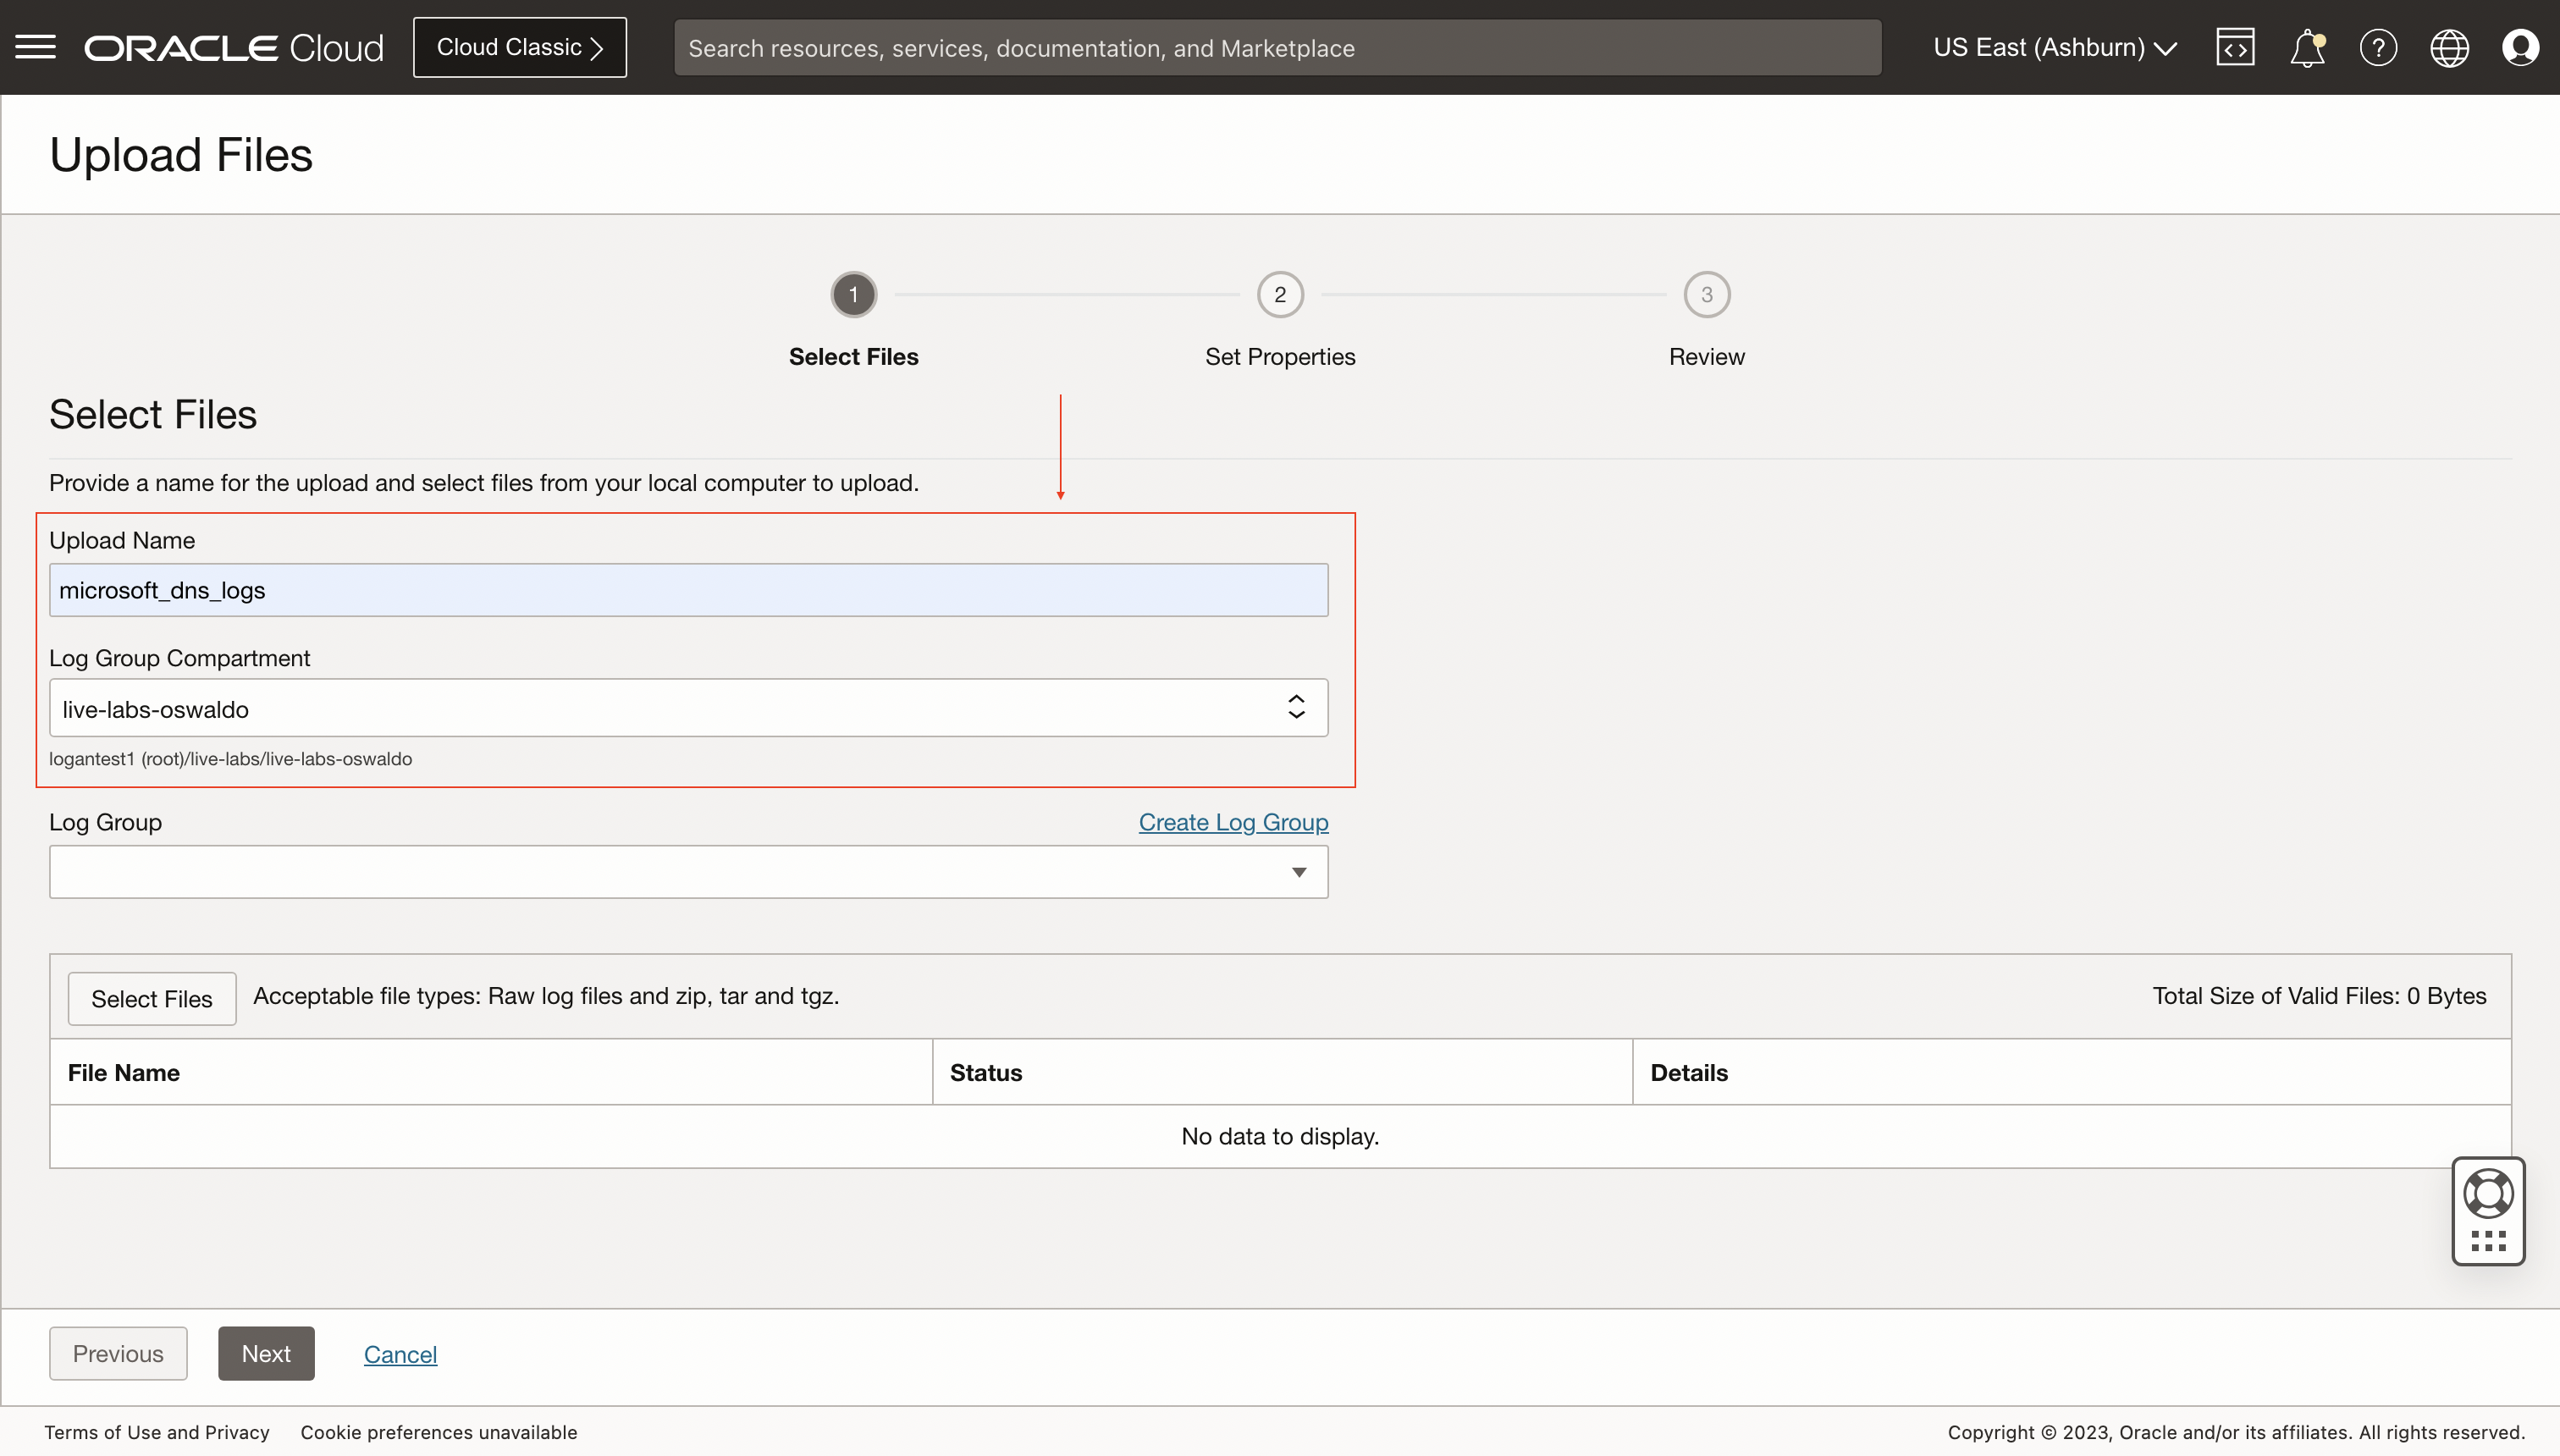 ORACLE Cloud
Cloud Classic
Search resources, services, documentation, and Marketplace
US East (Ashburn)
Upload Files
1
2
3
Select Files
Set Properties
Review
Select Files
Provide a name for the upload and select files from your local computer to upload.
Upload Name
microsoft_dns_logs
Log Group Compartment
live-labs-oswaldo
logantest1 (root)/live-labs/live-labs-oswaldo
Log Group
Create Log Group
Select Files
Acceptable file types: Raw log files and zip, tar and tgz.
Total Size of Valid Files: 0 Bytes
File Name
Status
Details
No data to display.
Previous
Next
Cancel
Terms of Use and Privacy
Cookie preferences unavailable
Copyright © 2023, Oracle and/or its affiliates. All rights reserved.